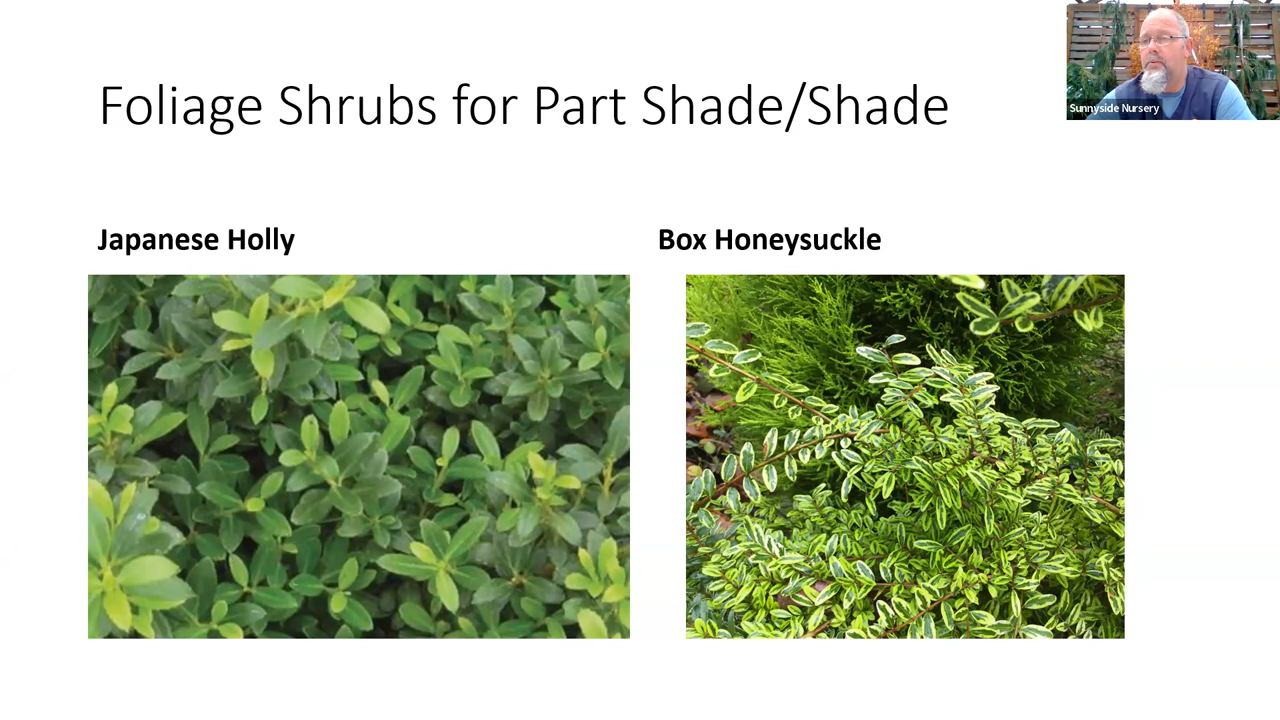 Foliage Shrubs for Part Shade/Shade
Sunnyside Nursery
Japanese Holly
Box Honeysuckle